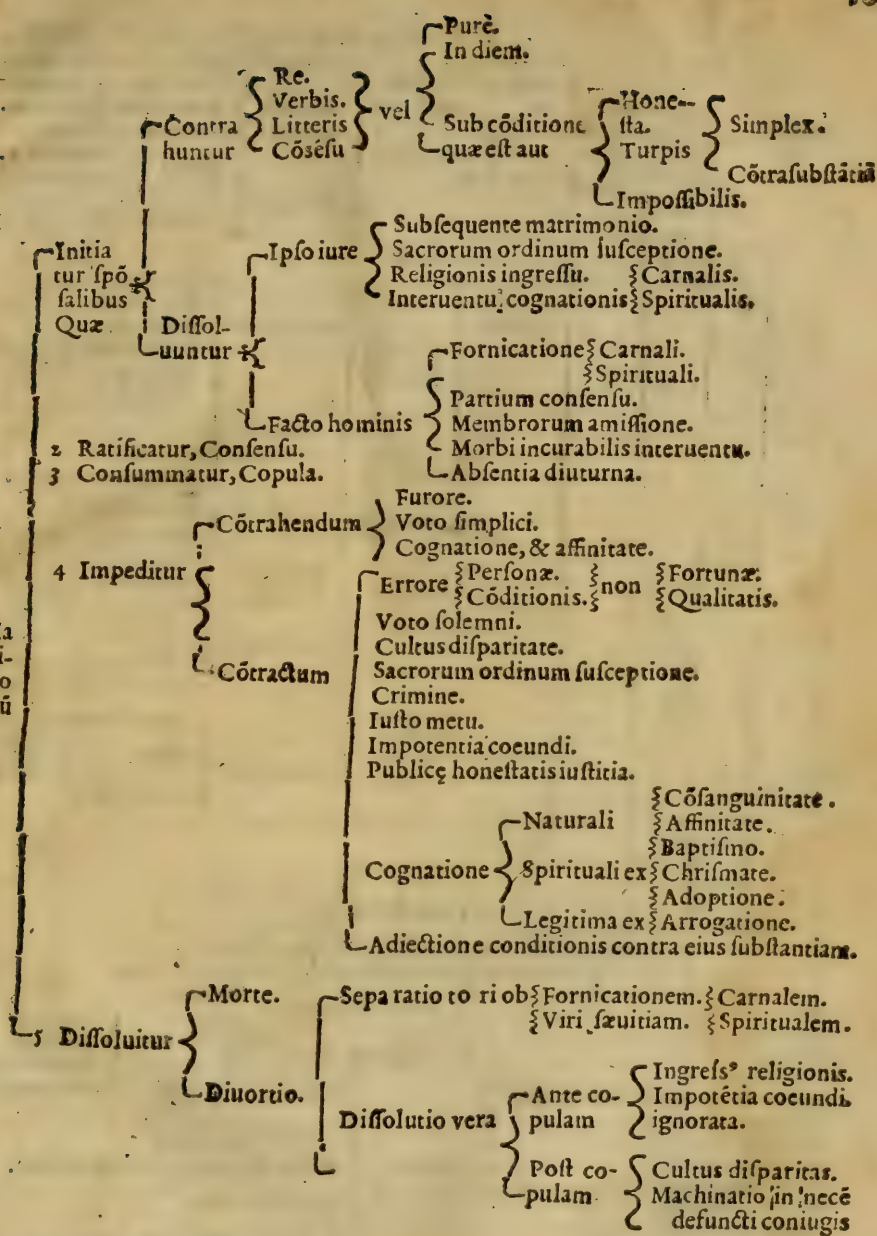 Purè.
In diem.
Re.
Verbis.
Litteris
Cōſéſu
vel
Contra
huntur
Sub cōditione
quæ eſt aut
Hone-
ſta.
Turpis
Impoſſibilis.
Simplex.
Cōtraſubſtātiā
Initia
tur ſpō
ſalibus
Quæ
Diſſol-
uuntur
Ipſo iure
Subſequente matrimonio.
Sacrorum ordinum ſuſceptione.
Religionis ingreſſu.
Interuentu cognationis
Carnalis.
Spiritualis.
Facto hominis
Fornicatione
Carnali.
Spirituali.
Partium conſenſu.
Membrorum amiſſione.
Morbi incurabilis interuentu.
Abſentia diuturna.
2 Ratificatur, Conſenſu.
3 Conſummatur, Copula.
4 Impeditur
Cōtrahendum
Furore.
Voto ſimplici.
Cognatione, & affinitate.
Cōtractum
Errore
Perſonæ.
Cōditionis.
non
Fortunæ.
Qualitatis.
Voto ſolemni.
Cultus diſparitate.
Sacrorum ordinum ſuſceptione.
Crimine.
Iuſto metu.
Impotentia coeundi.
Publicę honeſtatis iuſtitia.
Cognatione
Naturali
Cōſanguinitate.
Affinitate.
Spirituali ex
Baptiſmo.
Chriſmate.
Legitima ex
Adoptione.
Arrogatione.
Adiectione conditionis contra eius ſubſtantiam.
5 Diſſoluitur
Morte.
Diuortio.
Sepa ratio to ri ob
Fornicationem.
Viri ſæuitiam.
Carnalem.
Spiritualem.
Diſſolutio vera
Ante co-
pulam
Ingreſsꝰ religionis.
Impotētia coeundi
ignorata.
Poſt co-
pulam
Cultus diſparitas.
Machinatio in necē
defuncti coniugis